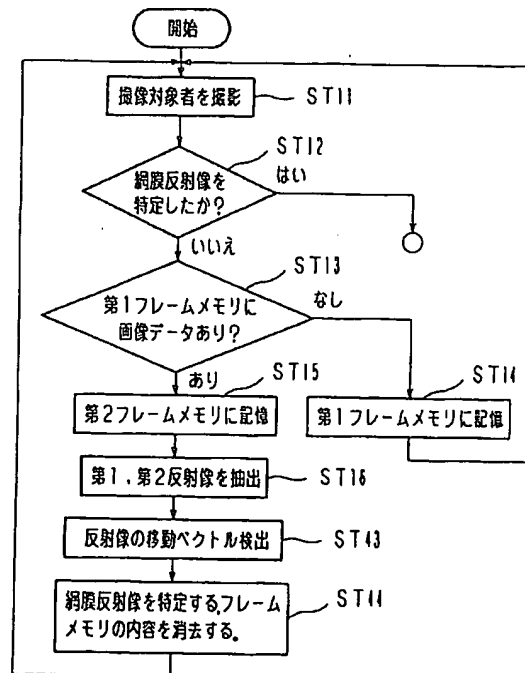 開始
撮像対象者を撮影
ST11
ST12
網膜反射像を
特定したか?
はい
いいえ
ST13
第1フレームメモリに
画像データあり?
なし
あり
ST15
ST14
第2フレームメモリに記憶
第1フレームメモリに記憶
第1、第2反射像を抽出
ST16
反射像の移動ベクトル検出
ST43
網膜反射像を特定する、フレーム
メモリの内容を消去する。
ST44